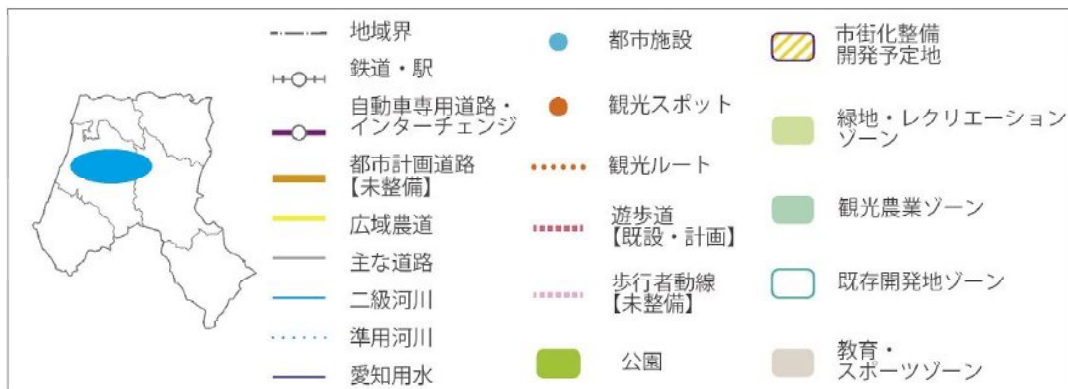 地域界
鉄道・駅
自動車専用道路・
インターチェンジ
都市計画道路
【未整備】
広域農道
主な道路
二級河川
準用河川
愛知用水
都市施設
観光スポット
観光ルート
遊歩道
【既設・計画】
歩行者動線
【未整備】
公園
市街化整備
開発予定地
緑地・レクリエーション
ゾーン
観光農業ゾーン
既存開発地ゾーン
教育・
スポーツゾーン